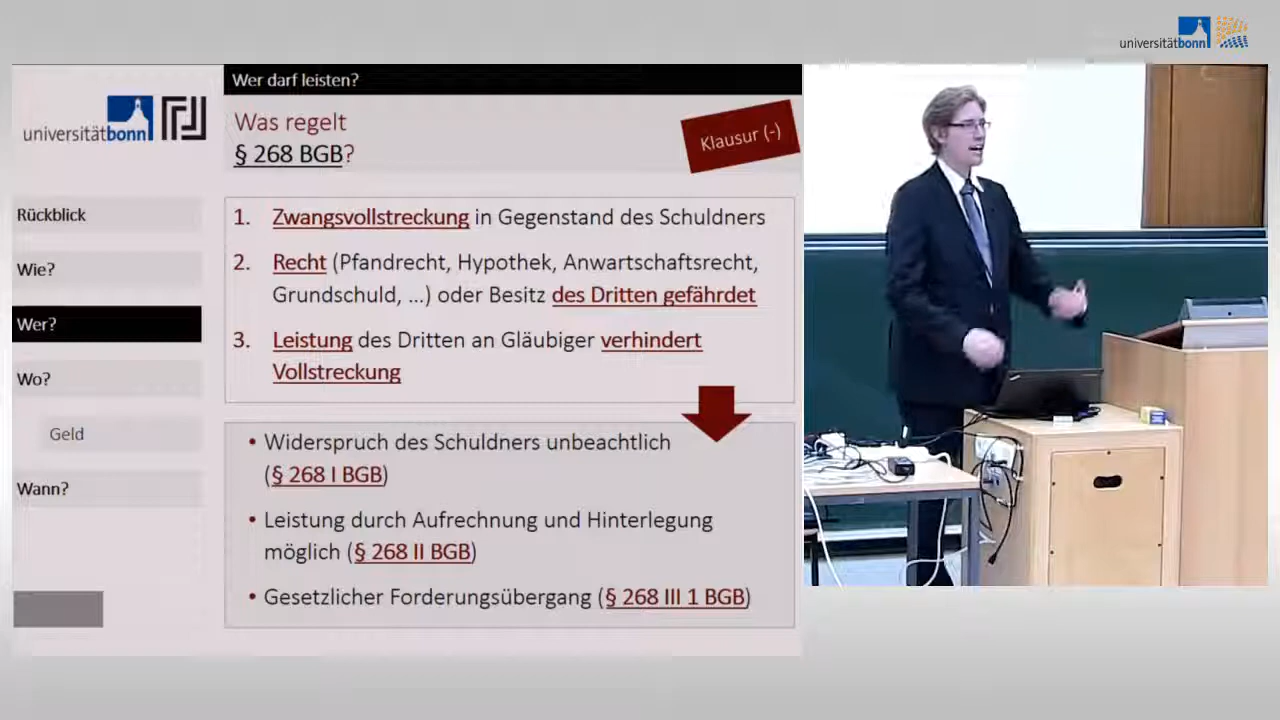 universitätbonn
Wer darf leisten?
universitätbonn
Was regelt
§ 268 BGB?
Klausur (-)
Rückblick
Wie?
Wer?
Wo?
Geld
Wann?
1. Zwangsvollstreckung in Gegenstand des Schuldners
2. Recht (Pfandrecht, Hypothek, Anwartschaftsrecht,
Grundschuld, ...) oder Besitz des Dritten gefährdet
3. Leistung des Dritten an Gläubiger verhindert
Vollstreckung
• Widerspruch des Schuldners unbeachtlich
(§ 268 I BGB)
• Leistung durch Aufrechnung und Hinterlegung
möglich (§ 268 II BGB)
• Gesetzlicher Forderungsübergang (§ 268 III 1 BGB)